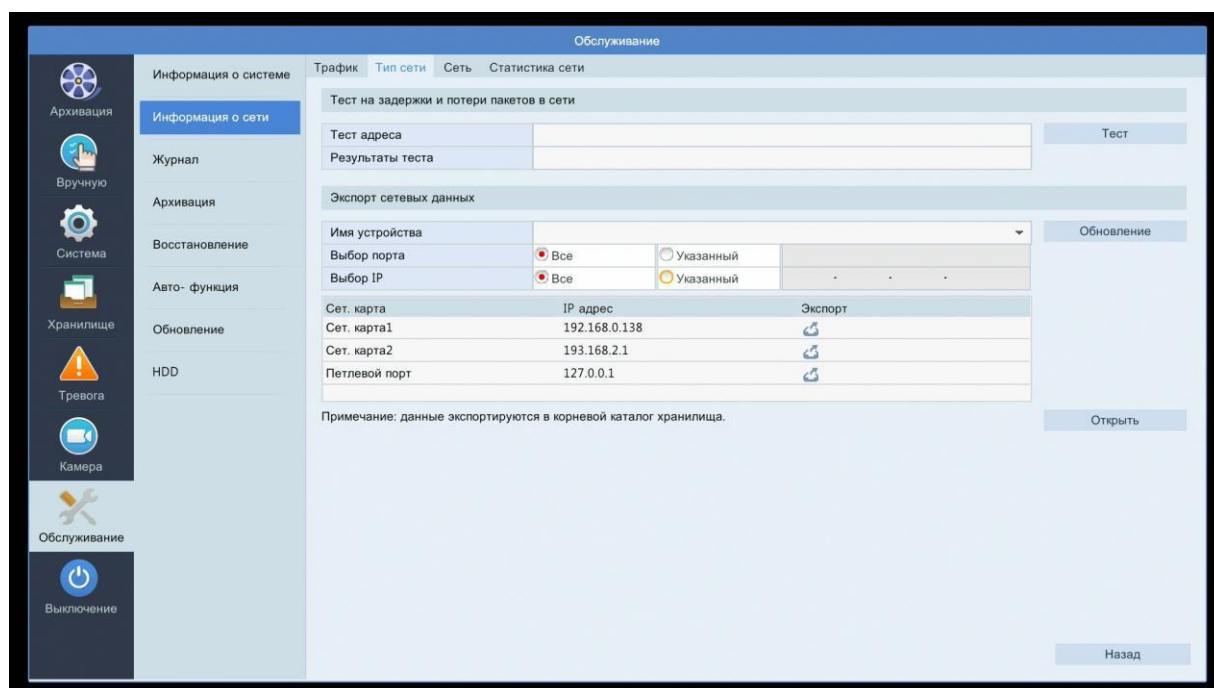 Обслуживание
Архивация
Вручную
Система
Хранилище
Тревога
Камера
Обслуживание
Выключение
Информация о системе
Информация о сети
Журнал
Архивация
Восстановление
Авто- функция
Обновление
HDD
Трафик Тип сети Сеть Статистика сети
Тест на задержки и потери пакетов в сети
Тест адреса Тест
Результаты теста
Экспорт сетевых данных
Имя устройства Обновление
Выбор порта Все Указанный
Выбор IP Все Указанный . . .
Сет. карта IP адрес Экспорт
Сет. карта1 192.168.0.138
Сет. карта2 193.168.2.1
Петлевой порт 127.0.0.1
Примечание: данные экспортируются в корневой каталог хранилища.
Открыть
Назад